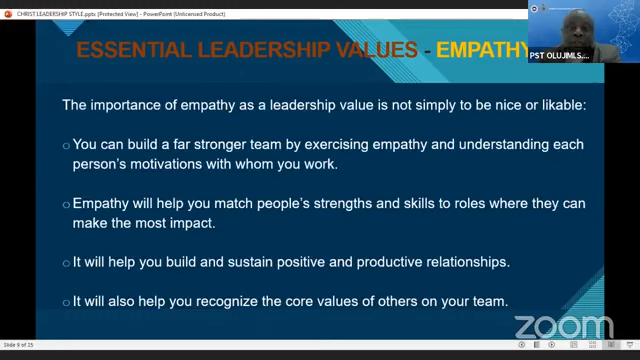 CHRIST LEADERSHIP STYLE.pptx [Protected View] - PowerPoint (Unlicensed Product)
ESSENTIAL LEADERSHIP VALUES - EMPATHY
PST OLUJIMI S....
The importance of empathy as a leadership value is not simply to be nice or likable:
o You can build a far stronger team by exercising empathy and understanding each
person's motivations with whom you work.
o Empathy will help you match people's strengths and skills to roles where they can
make the most impact.
o It will help you build and sustain positive and productive relationships.
o It will also help you recognize the core values of others on your team.
zoom
Slide 9 of 15